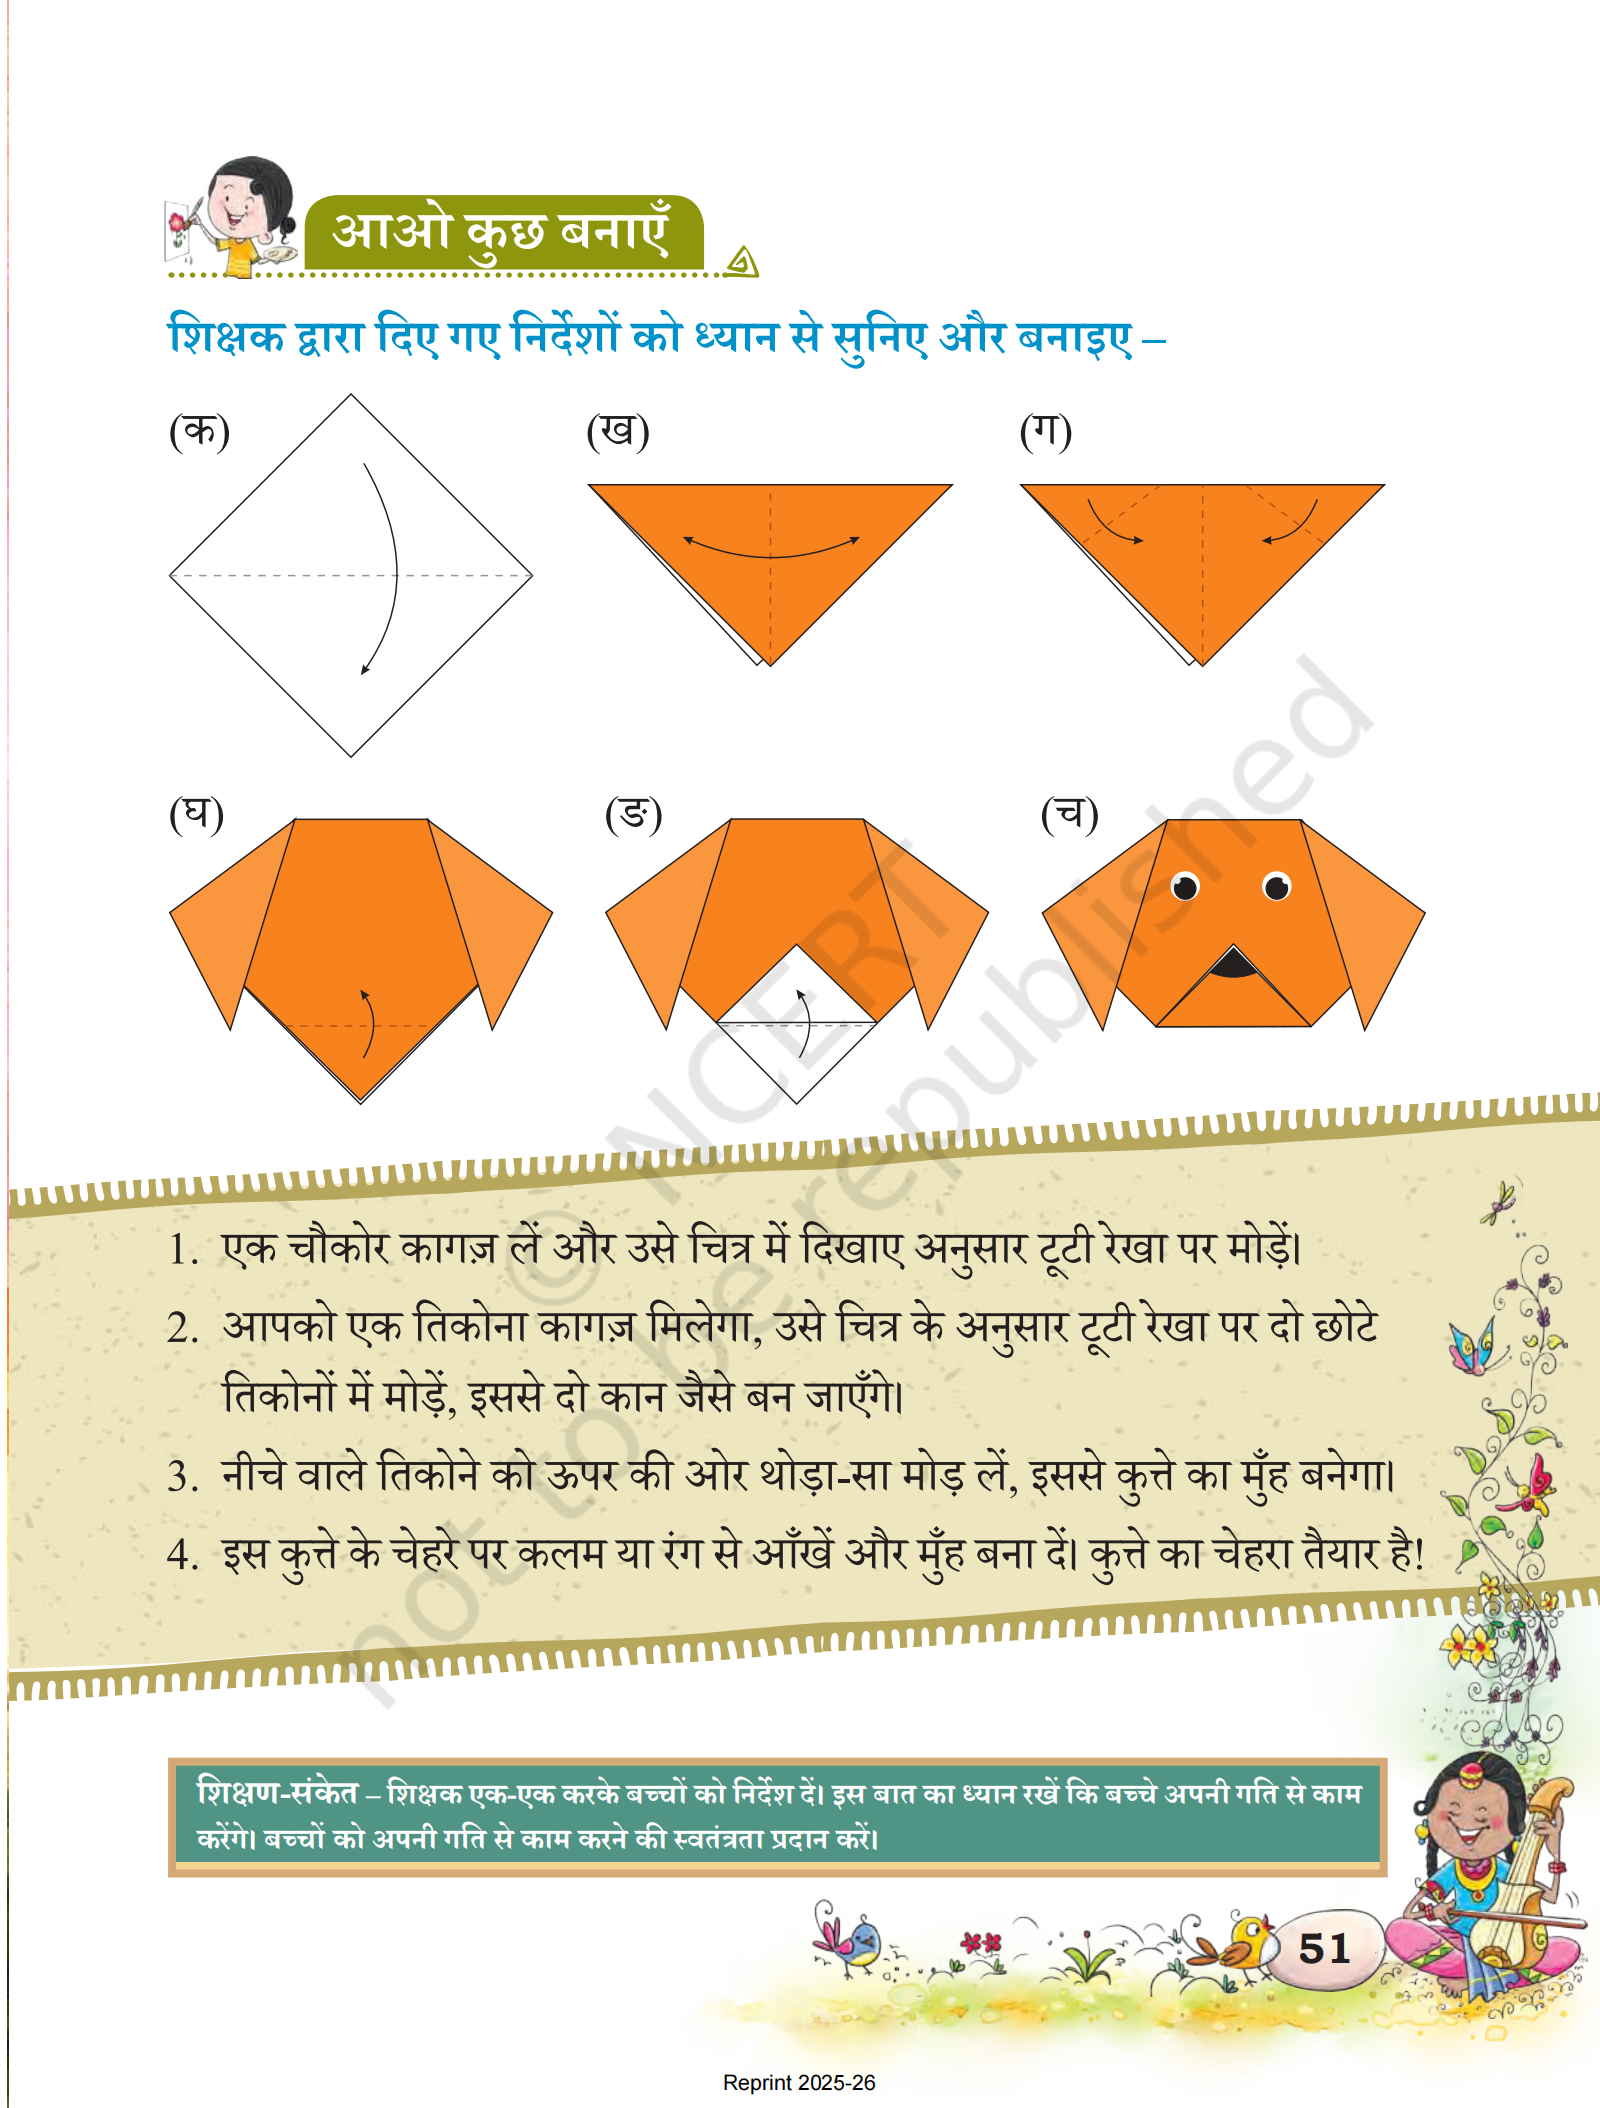 आओ कुछ बनाएँ
शिक्षक द्वारा दिए गए निर्देशों को ध्यान से सुनिए और बनाइए –
(क)
(ख)
(ग)
(घ)
(ङ)
(च)
© NCERT
not to be republished
1. एक चौकोर कागज़ लें और उसे चित्र में दिखाए अनुसार टूटी रेखा पर मोड़ें।
2. आपको एक तिकोना कागज़ मिलेगा, उसे चित्र के अनुसार टूटी रेखा पर दो छोटे
तिकोनों में मोड़ें, इससे दो कान जैसे बन जाएँगे।
3. नीचे वाले तिकोने को ऊपर की ओर थोड़ा-सा मोड़ लें, इससे कुत्ते का मुँह बनेगा।
4. इस कुत्ते के चेहरे पर कलम या रंग से आँखें और मुँह बना दें। कुत्ते का चेहरा तैयार है!
शिक्षण-संकेत – शिक्षक एक-एक करके बच्चों को निर्देश दें। इस बात का ध्यान रखें कि बच्चे अपनी गति से काम
करेंगे। बच्चों को अपनी गति से काम करने की स्वतंत्रता प्रदान करें।
51
Reprint 2025-26